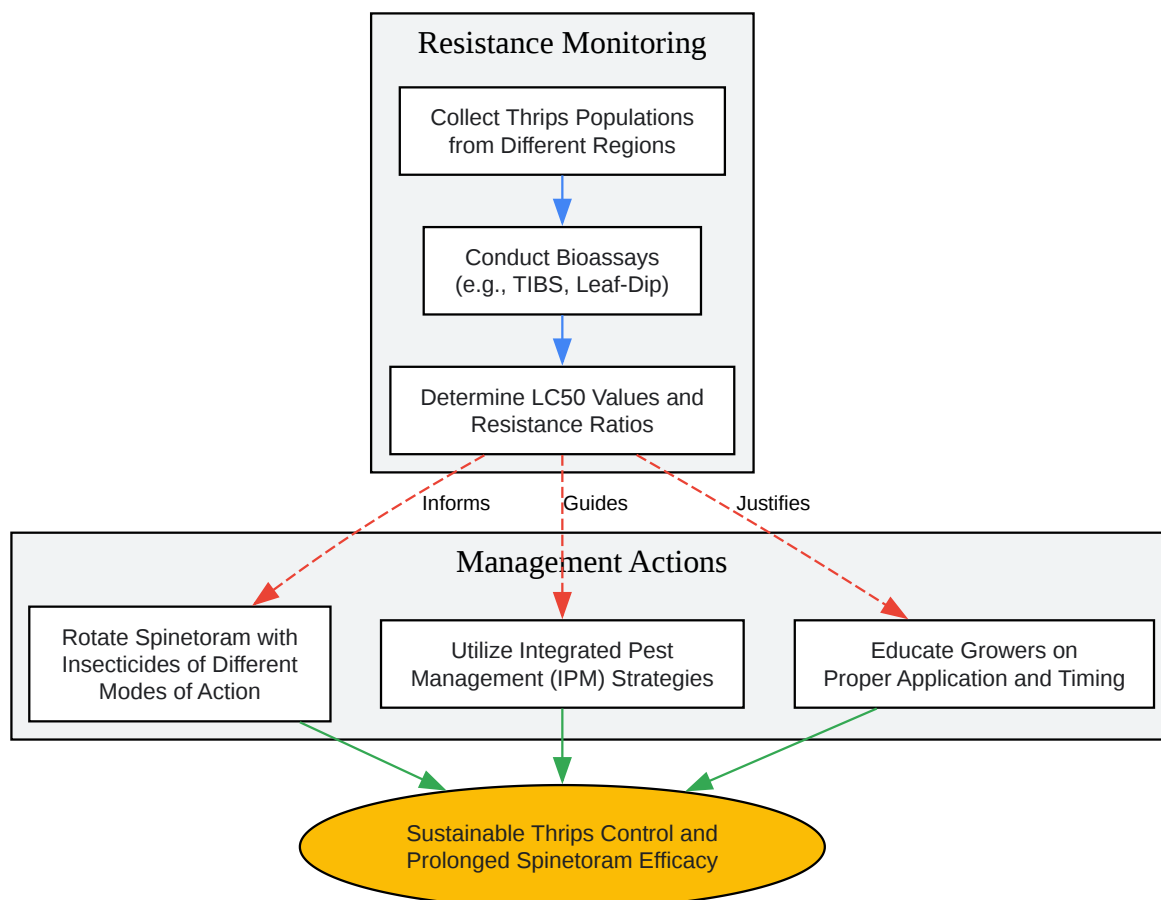 Resistance Monitoring
Collect Thrips Populations
from Different Regions
Conduct Bioassays
(e.g., TIBS, Leaf-Dip)
Determine LC50 Values and
Resistance Ratios
Informs
Guides
Justifies
Management Actions
Rotate Spinetoram with
Insecticides of Different
Modes of Action
Utilize Integrated Pest
Management (IPM) Strategies
Educate Growers on
Proper Application and Timing
Sustainable Thrips Control and
Prolonged Spinetoram Efficacy